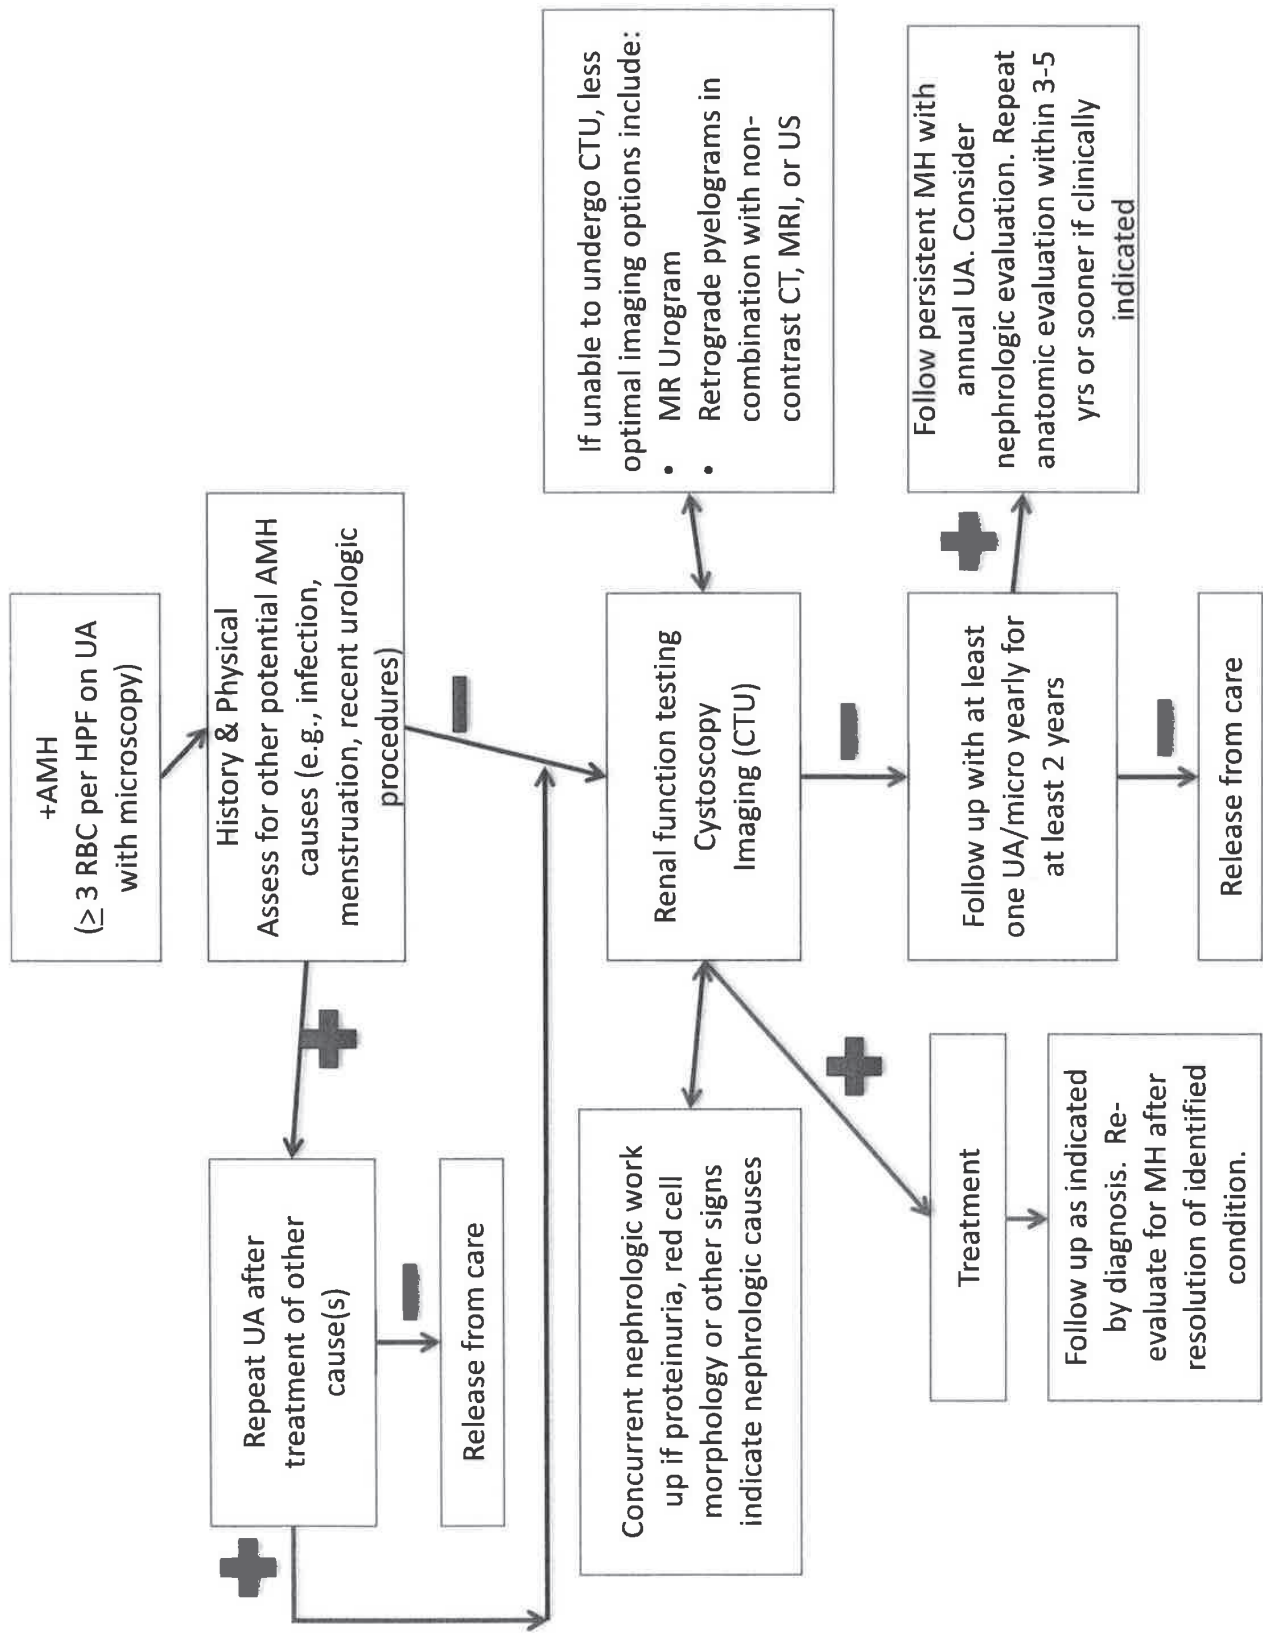 +AMH
(≥ 3 RBC per HPF on UA
with microscopy)
History & Physical
Assess for other potential AMH
causes (e.g., infection,
menstruation, recent urologic
procedures)
Repeat UA after
treatment of other
cause(s)
Release from care
Concurrent nephrologic work
up if proteinuria, red cell
morphology or other signs
indicate nephrologic causes
Renal function testing
Cystoscopy
Imaging (CTU)
If unable to undergo CTU, less
optimal imaging options include:
• MR Urogram
• Retrograde pyelograms in
combination with non-
contrast CT, MRI, or US
Treatment
Follow up as indicated
by diagnosis. Re-
evaluate for MH after
resolution of identified
condition.
Follow up with at least
one UA/micro yearly for
at least 2 years
Follow persistent MH with
annual UA. Consider
nephrologic evaluation. Repeat
anatomic evaluation within 3-5
yrs or sooner if clinically
indicated
Release from care